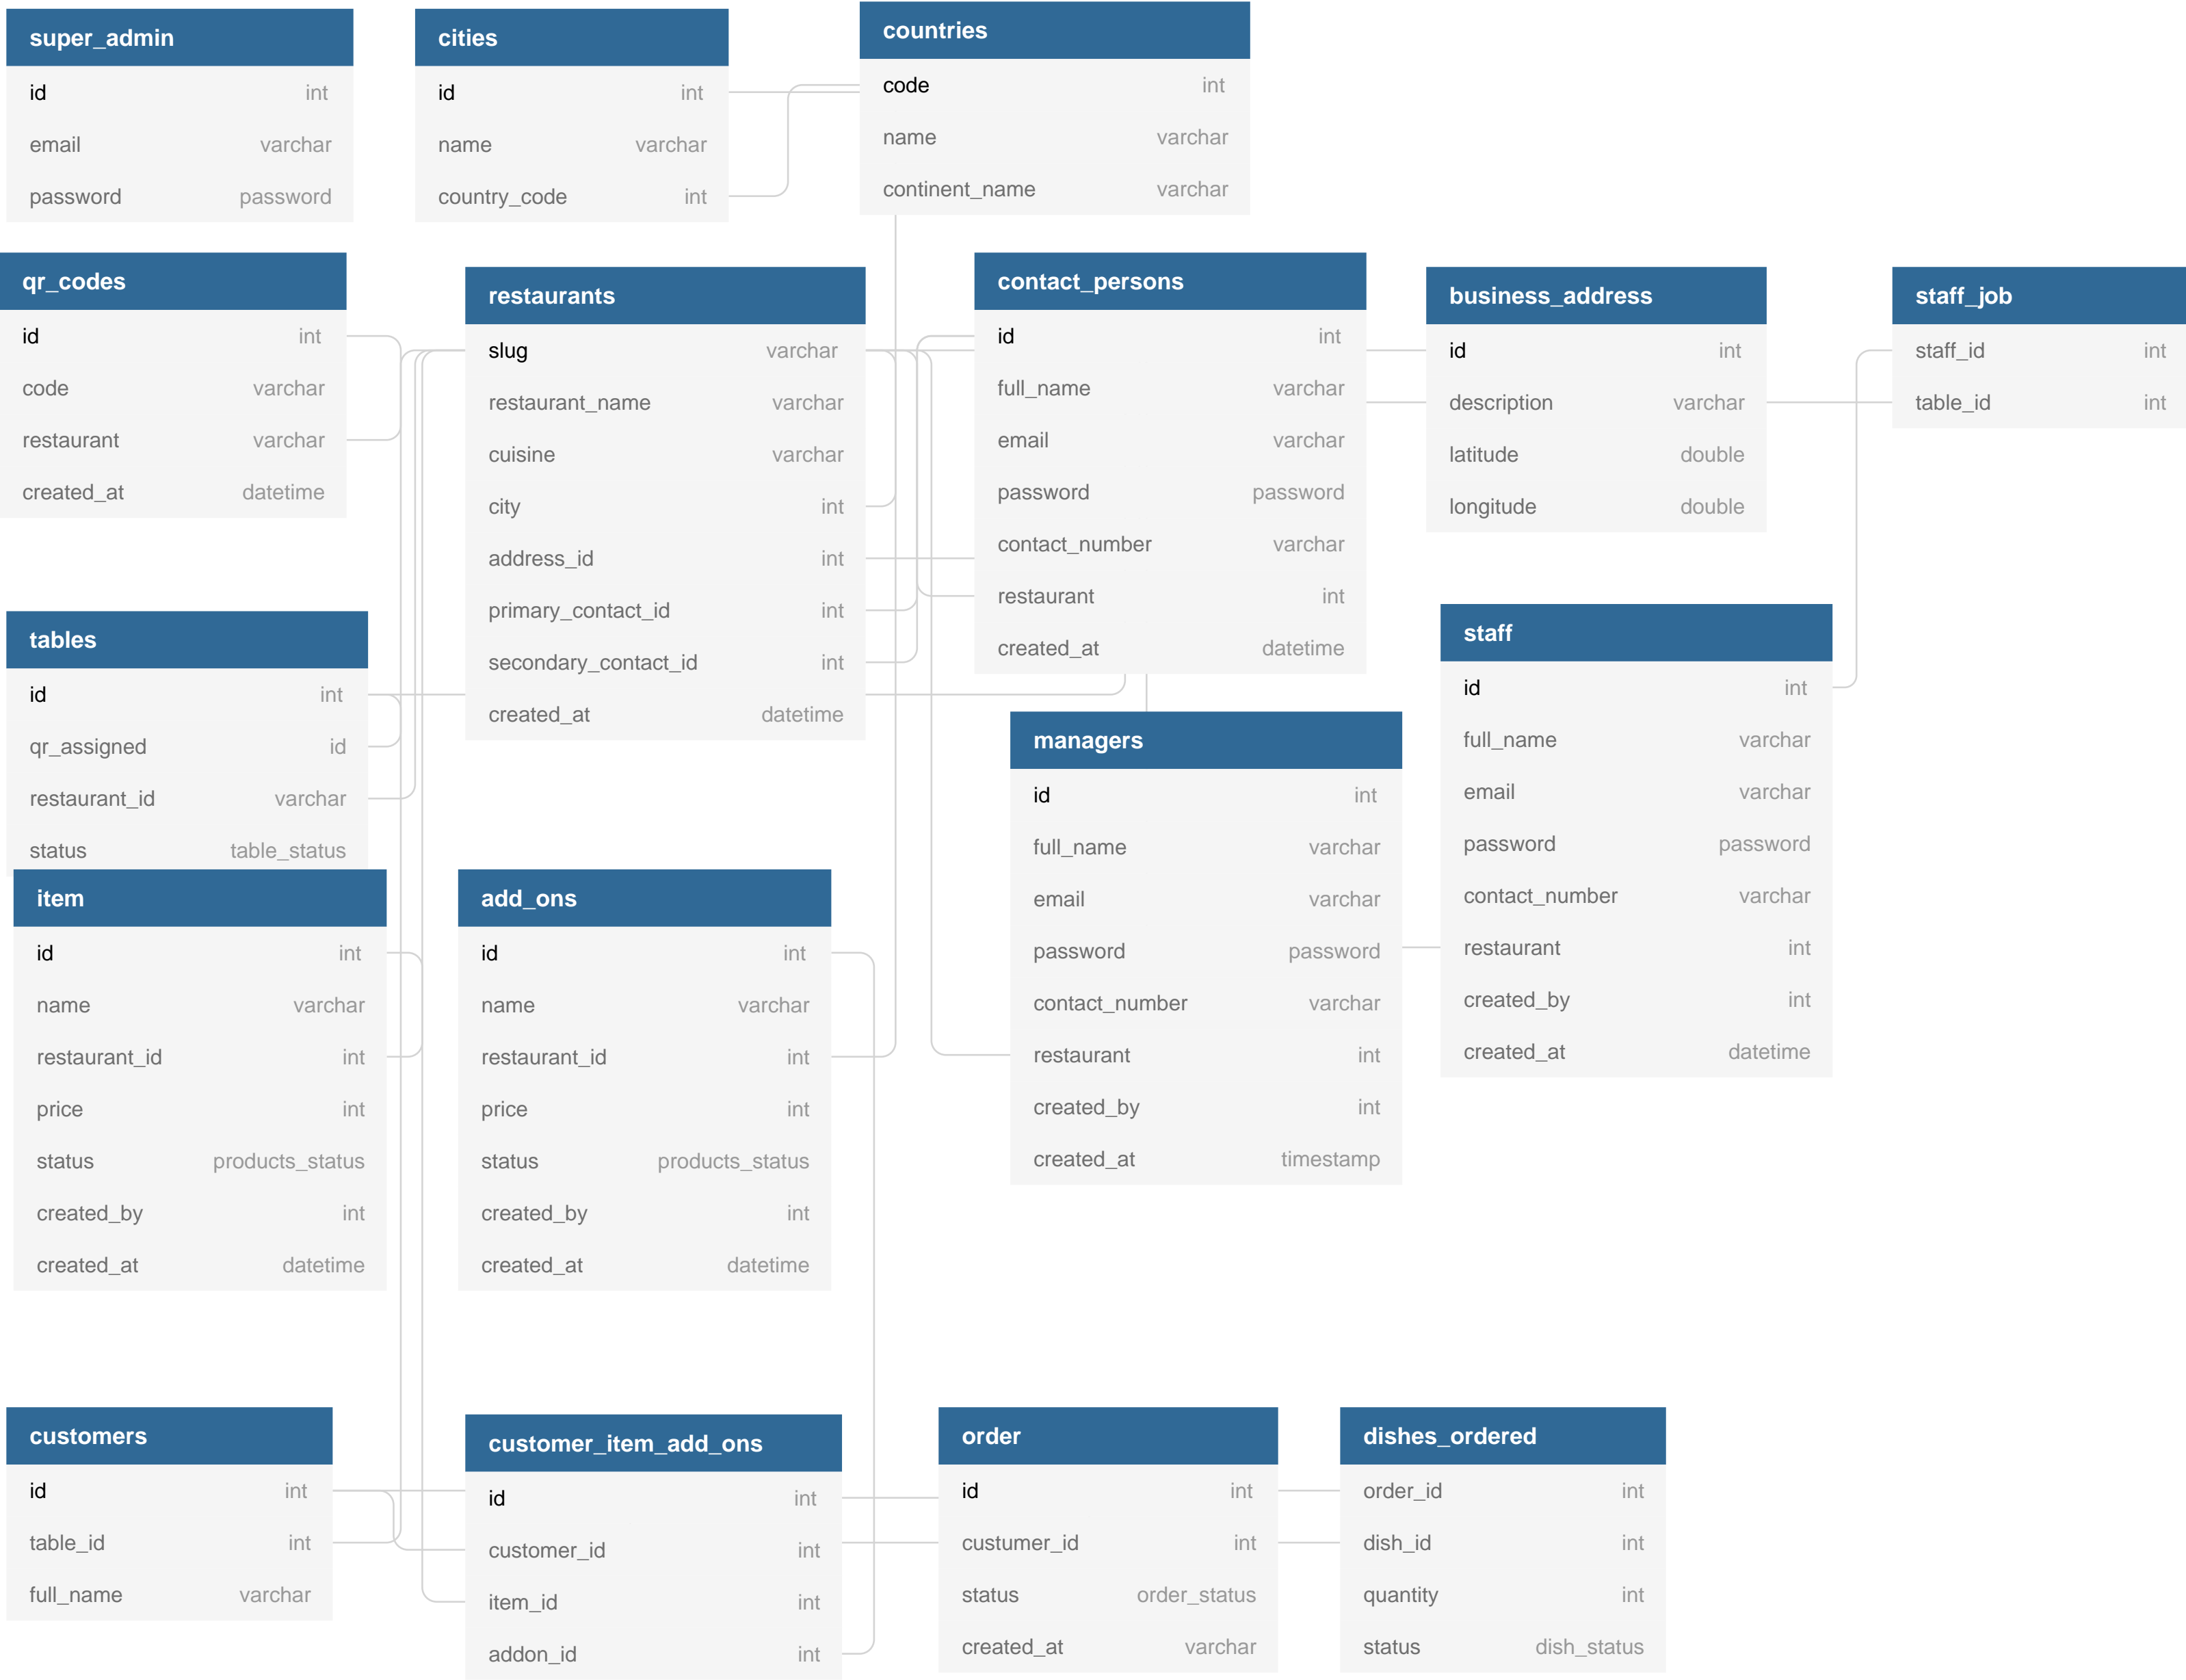 super_admin
id int
email varchar
password password
cities
id int
name varchar
country_code int
countries
code int
name varchar
continent_name varchar
qr_codes
id int
code varchar
restaurant varchar
created_at datetime
restaurants
slug varchar
restaurant_name varchar
cuisine varchar
city int
address_id int
primary_contact_id int
secondary_contact_id int
created_at datetime
contact_persons
id int
full_name varchar
email varchar
password password
contact_number varchar
restaurant int
created_at datetime
business_address
id int
description varchar
latitude double
longitude double
staff_job
staff_id int
table_id int
tables
id int
qr_assigned id
restaurant_id varchar
status table_status
staff
id int
full_name varchar
email varchar
password password
contact_number varchar
restaurant int
created_by int
created_at datetime
managers
id int
full_name varchar
email varchar
password password
contact_number varchar
restaurant int
created_by int
created_at timestamp
item
id int
name varchar
restaurant_id int
price int
status products_status
created_by int
created_at datetime
add_ons
id int
name varchar
restaurant_id int
price int
status products_status
created_by int
created_at datetime
customers
id int
table_id int
full_name varchar
customer_item_add_ons
id int
customer_id int
item_id int
addon_id int
order
id int
custumer_id int
status order_status
created_at varchar
dishes_ordered
order_id int
dish_id int
quantity int
status dish_status